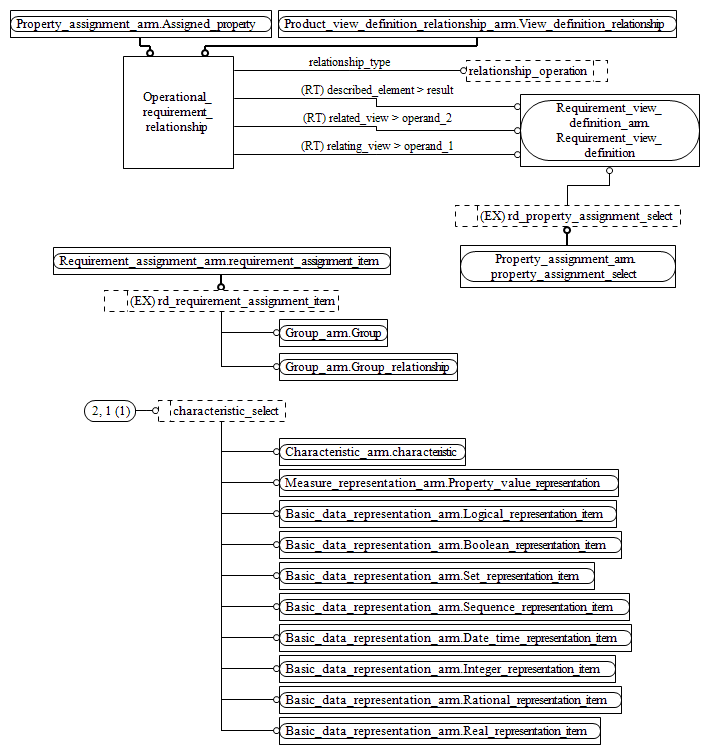 Property_assignment_arm.Assigned_property
Product_view_definition_relationship_arm.View_definition_relationship
relationship_type
relationship_operation
Operational_
requirement_
relationship
(RT) described_element > result
(RT) related_view > operand_2
(RT) relating_view > operand_1
Requirement_view_
definition_arm.
Requirement_view_
definition
(EX) rd_property_assignment_select
Property_assignment_arm.
property_assignment_select
Requirement_assignment_arm.requirement_assignment_item
(EX) rd_requirement_assignment_item
Group_arm.Group
Group_arm.Group_relationship
2, 1 (1)
characteristic_select
Characteristic_arm.characteristic
Measure_representation_arm.Property_value_representation
Basic_data_representation_arm.Logical_representation_item
Basic_data_representation_arm.Boolean_representation_item
Basic_data_representation_arm.Set_representation_item
Basic_data_representation_arm.Sequence_representation_item
Basic_data_representation_arm.Date_time_representation_item
Basic_data_representation_arm.Integer_representation_item
Basic_data_representation_arm.Rational_representation_item
Basic_data_representation_arm.Real_representation_item